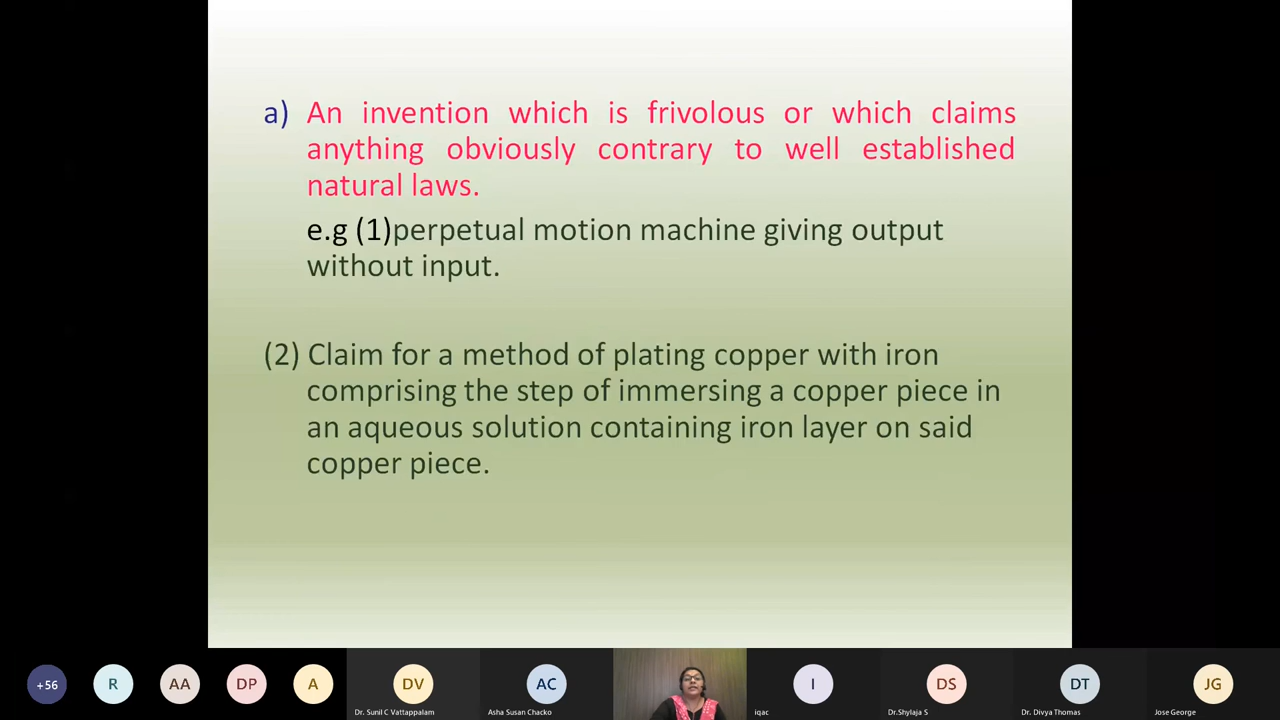 a) An invention which is frivolous or which claims
anything obviously contrary to well established
natural laws.
e.g (1)perpetual motion machine giving output
without input.
(2) Claim for a method of plating copper with iron
comprising the step of immersing a copper piece in
an aqueous solution containing iron layer on said
copper piece.
+56 R AA DP A DV AC I DS DT JG
Dr. Sunil C Vattappalam Asha Susan Chacko iqac Dr.Shylaja S Dr. Divya Thomas Jose George